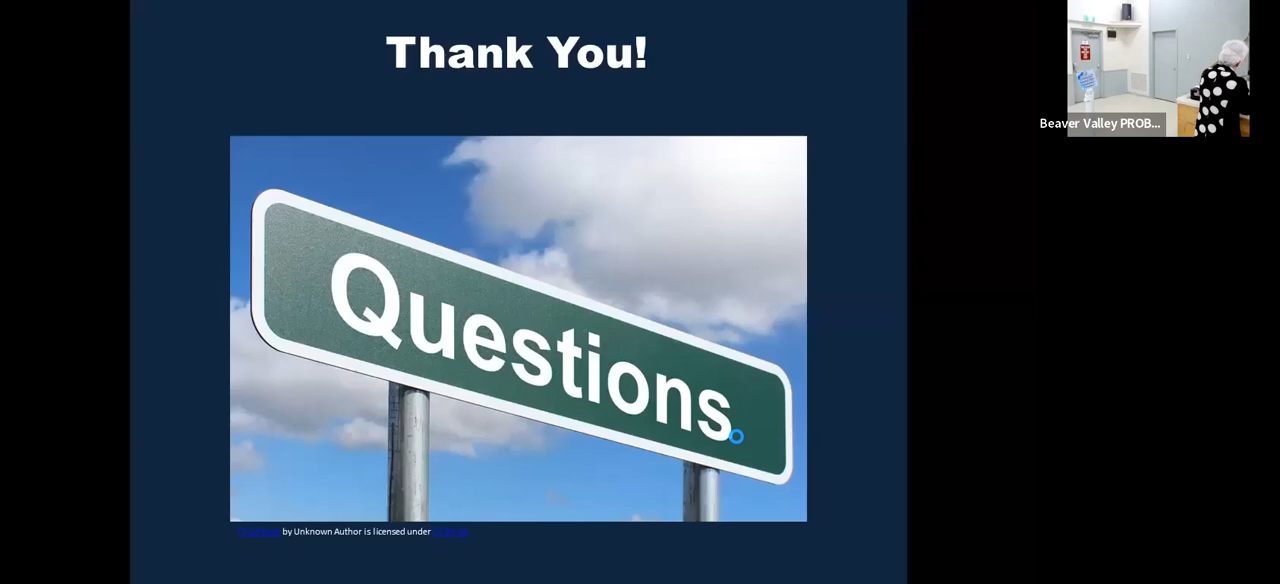 Thank You!
Questions
by Unknown Author is licensed under
Beaver Valley PROB...